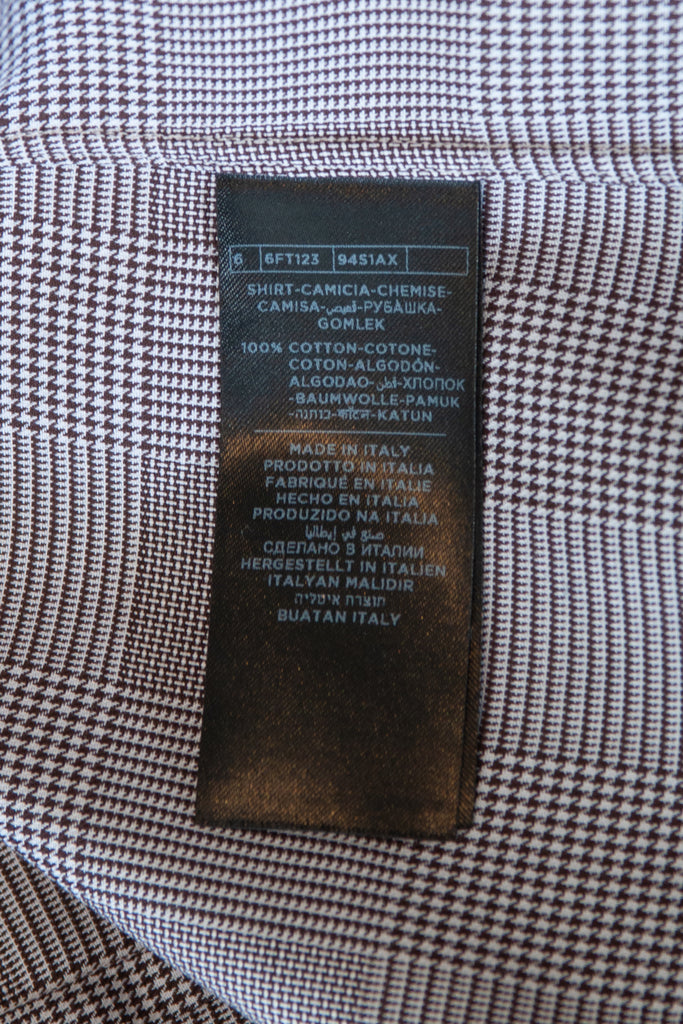 6 6FT123 94S1AX
SHIRT-CAMICIA-CHEMISE-
CAMISA-قميص-РУБАШКА-
GOMLEK
100% COTTON-COTONE-
COTON-ALGODÓN-
ALGODAO-قطن-ХЛОПОК
-BAUMWOLLE-PAMUK
-כותנה-कॉटन-KATUN
MADE IN ITALY
PRODOTTO IN ITALIA
FABRIQUÉ EN ITALIE
HECHO EN ITALIA
PRODUZIDO NA ITALIA
صنع في إيطاليا
СДЕЛАНО В ИТАЛИИ
HERGESTELLT IN ITALIEN
ITALYAN MALIDIR
תוצרת איטליה
BUATAN ITALY